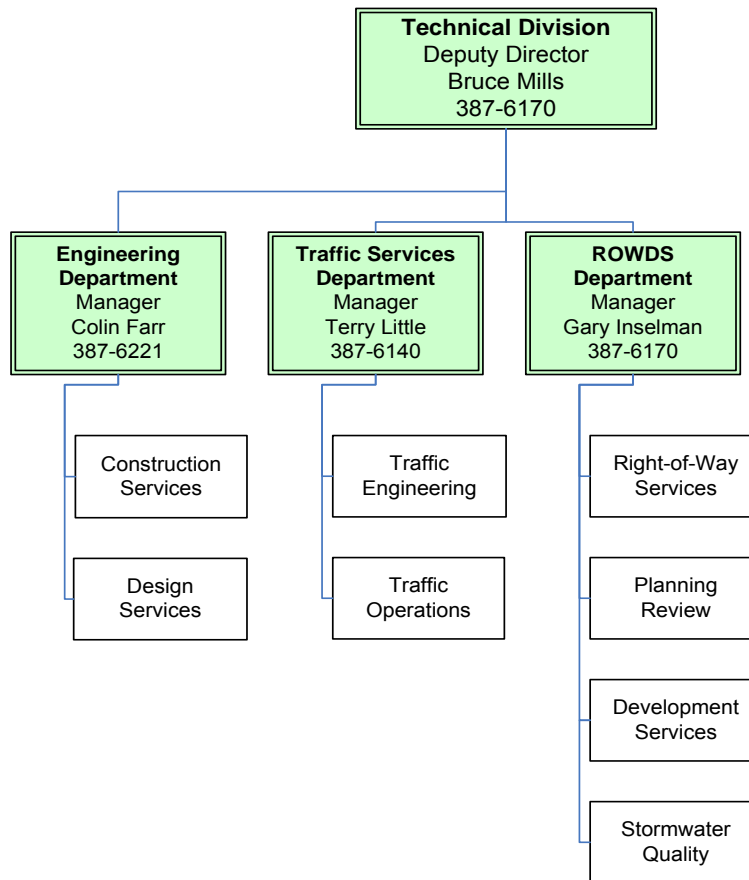 Technical Division
Deputy Director
Bruce Mills
387-6170
Engineering
Department
Manager
Colin Farr
387-6221
Traffic Services
Department
Manager
Terry Little
387-6140
ROWDS
Department
Manager
Gary Inselman
387-6170
Construction
Services
Design
Services
Traffic
Engineering
Traffic
Operations
Right-of-Way
Services
Planning
Review
Development
Services
Stormwater
Quality